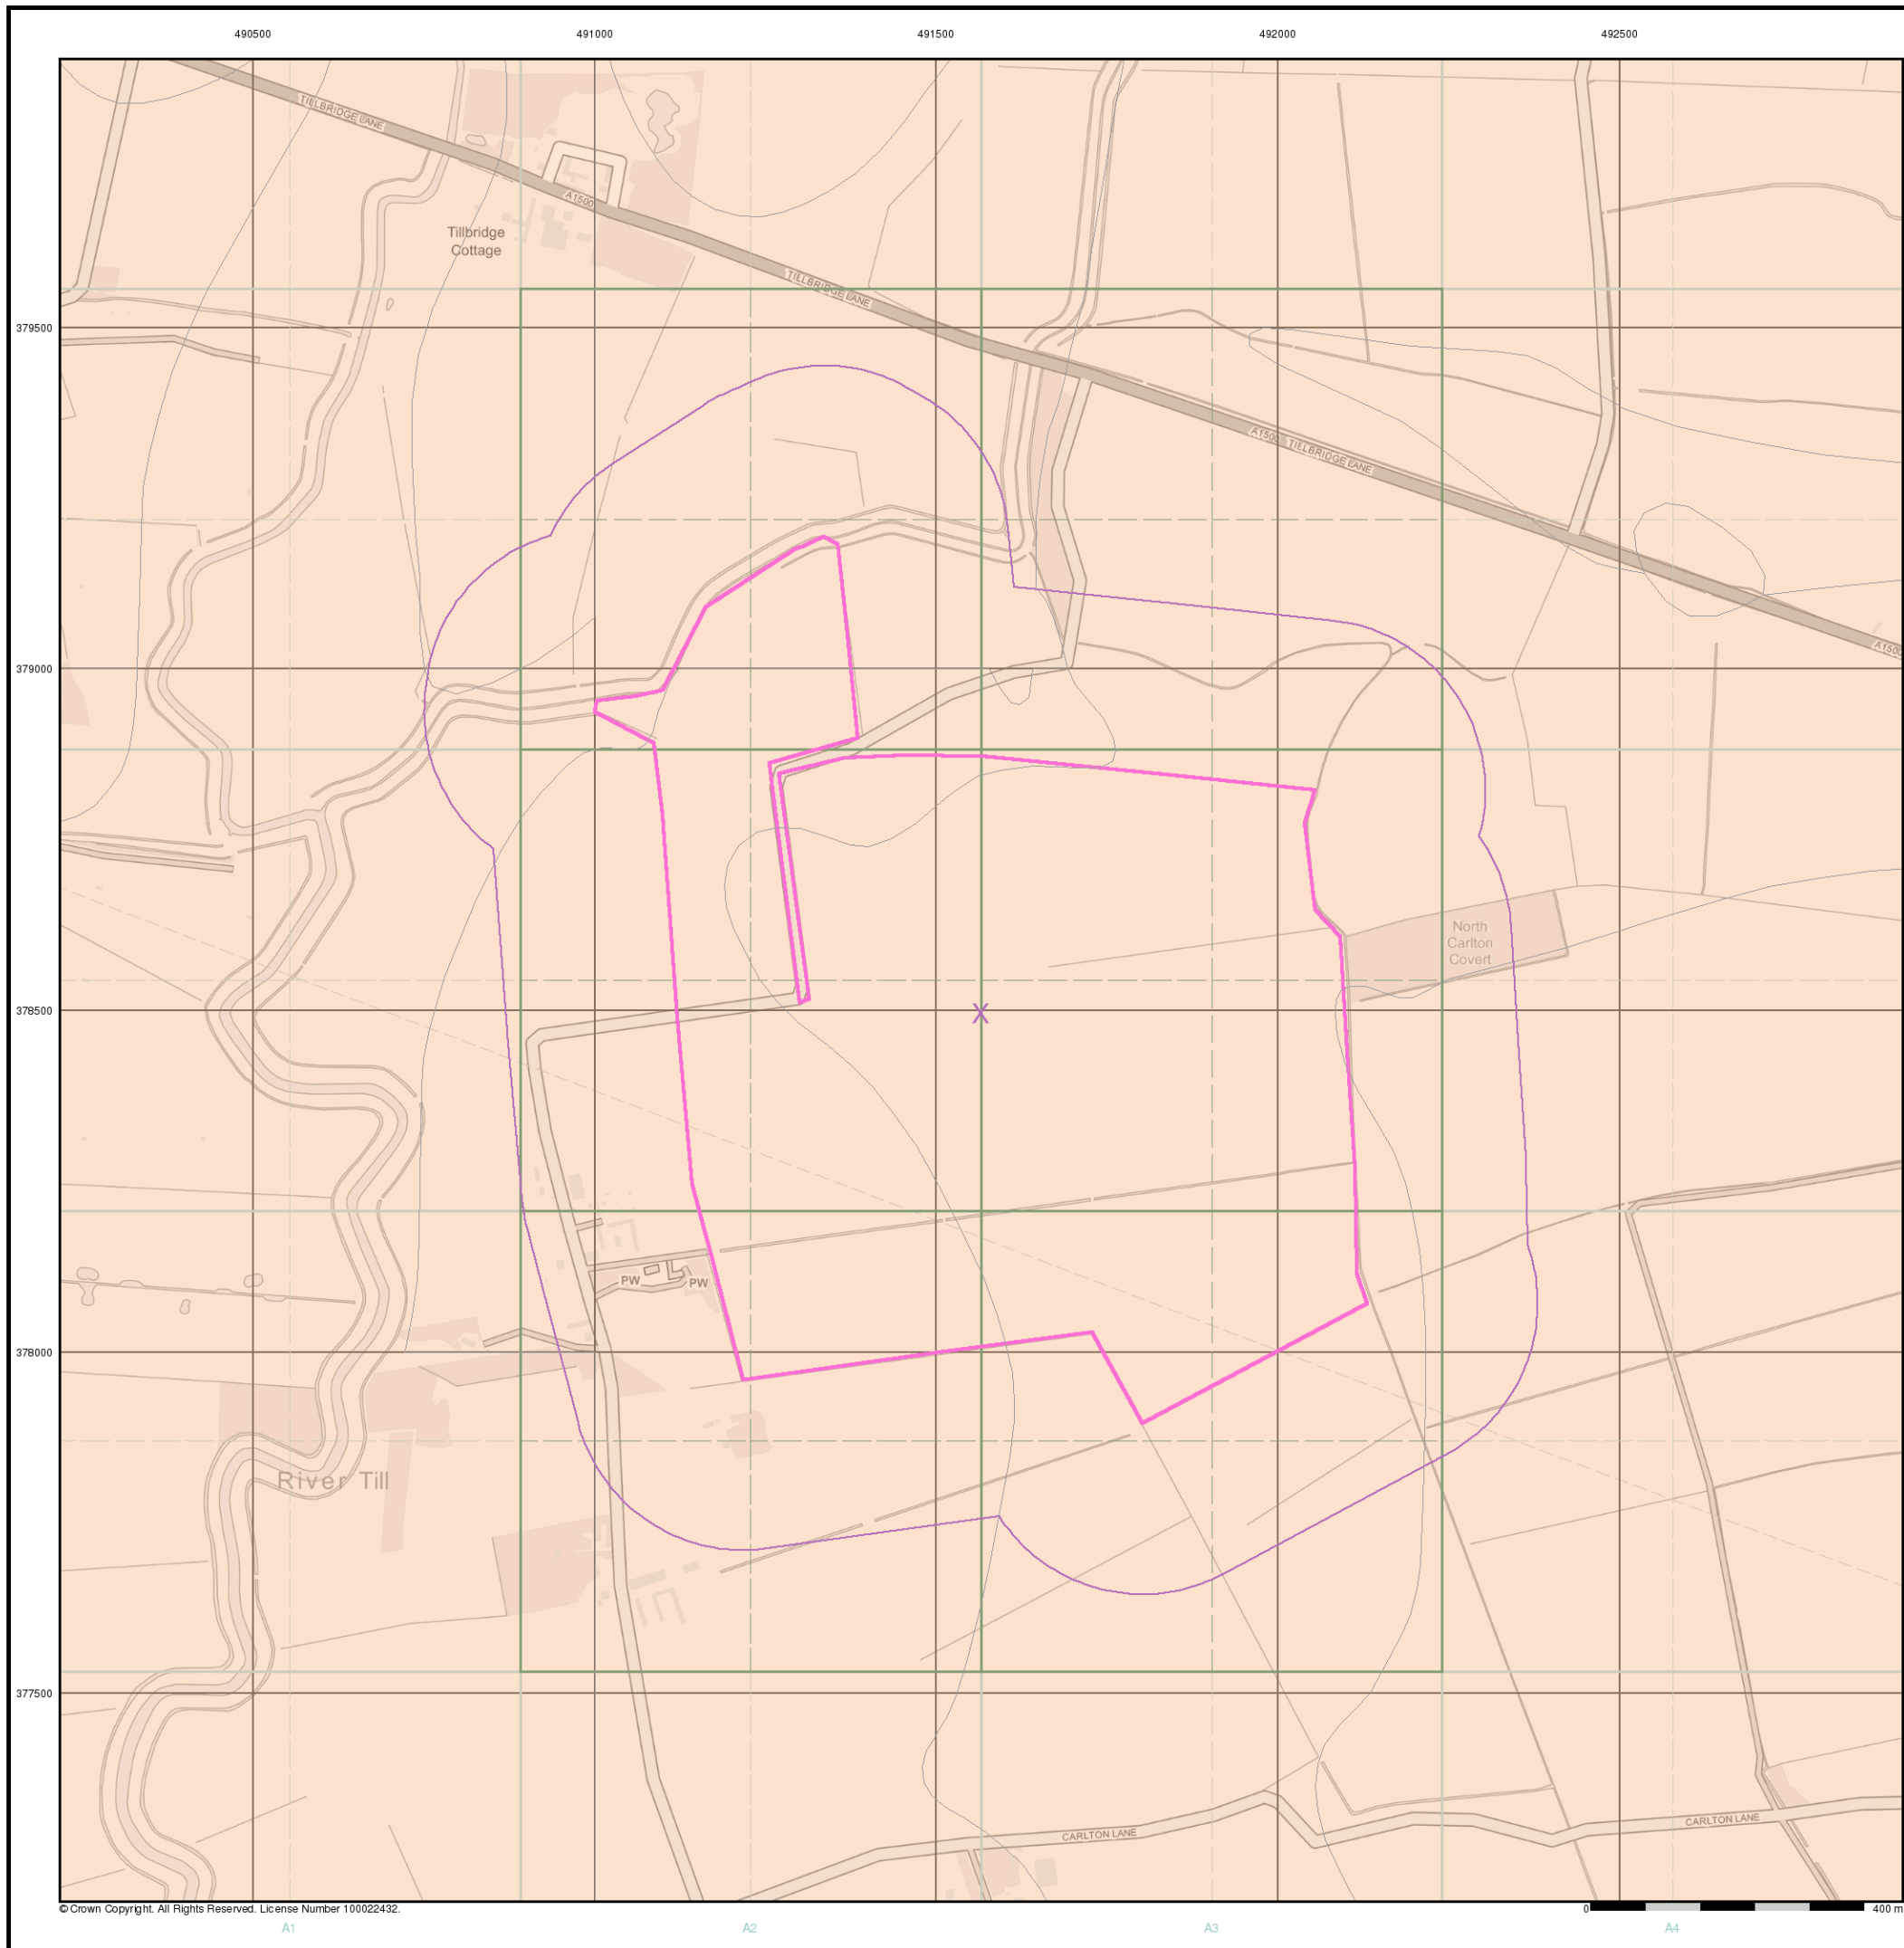 490500 491000 491500 492000 492500
TILLBRIDGE LANE
A1500
Tillbridge
Cottage
TILLBRIDGE LANE
379500
A1500 TILLBRIDGE LANE
A1500
379000
North
Carlton
Covert
378500
X
PW PW
378000
River Till
377500
CARLTON LANE
CARLTON LANE
© Crown Copyright. All Rights Reserved. License Number 100022432.
0 400 m
A1 A2 A3 A4